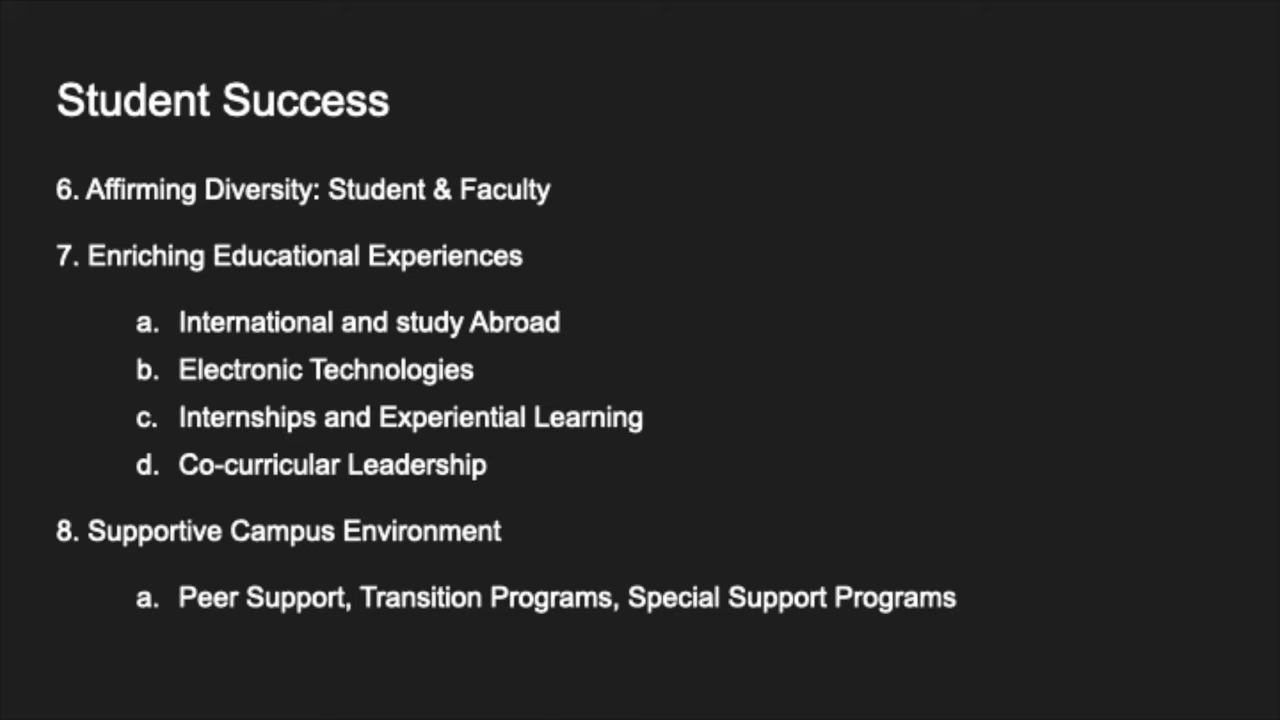 Student Success
6. Affirming Diversity: Student & Faculty
7. Enriching Educational Experiences
a. International and study Abroad
b. Electronic Technologies
c. Internships and Experiential Learning
d. Co-curricular Leadership
8. Supportive Campus Environment
a. Peer Support, Transition Programs, Special Support Programs